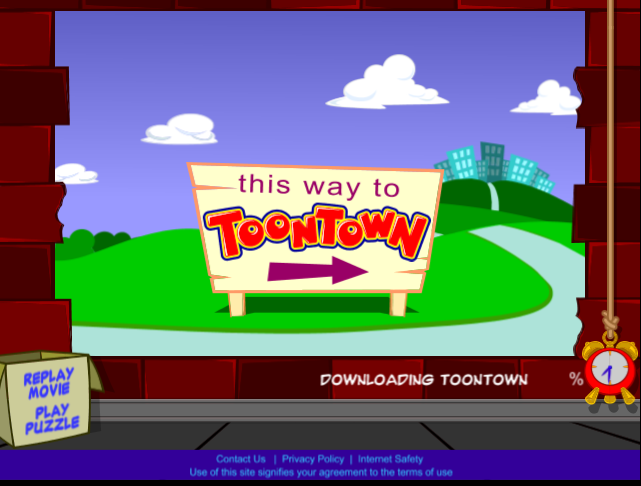 this way to
TOONTOWN
DOWNLOADING TOONTOWN %
REPLAY
MOVIE
PLAY
PUZZLE
Contact Us | Privacy Policy | Internet Safety
Use of this site signifies your agreement to the terms of use